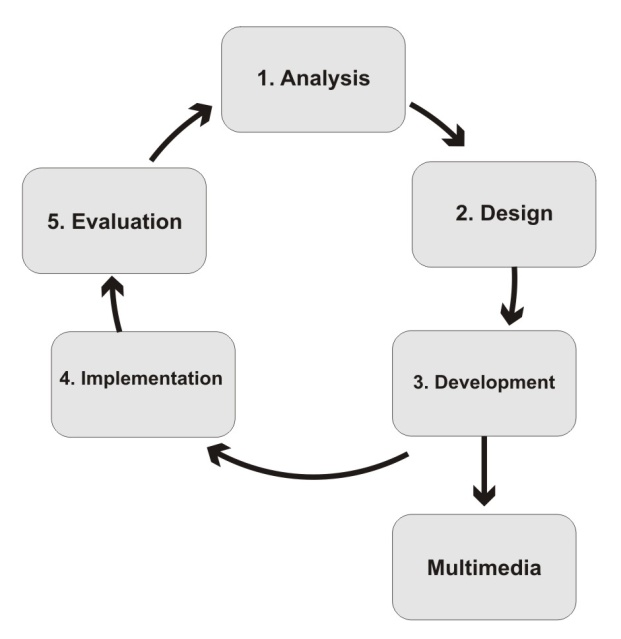 1. Analysis
2. Design
3. Development
4. Implementation
5. Evaluation
Multimedia